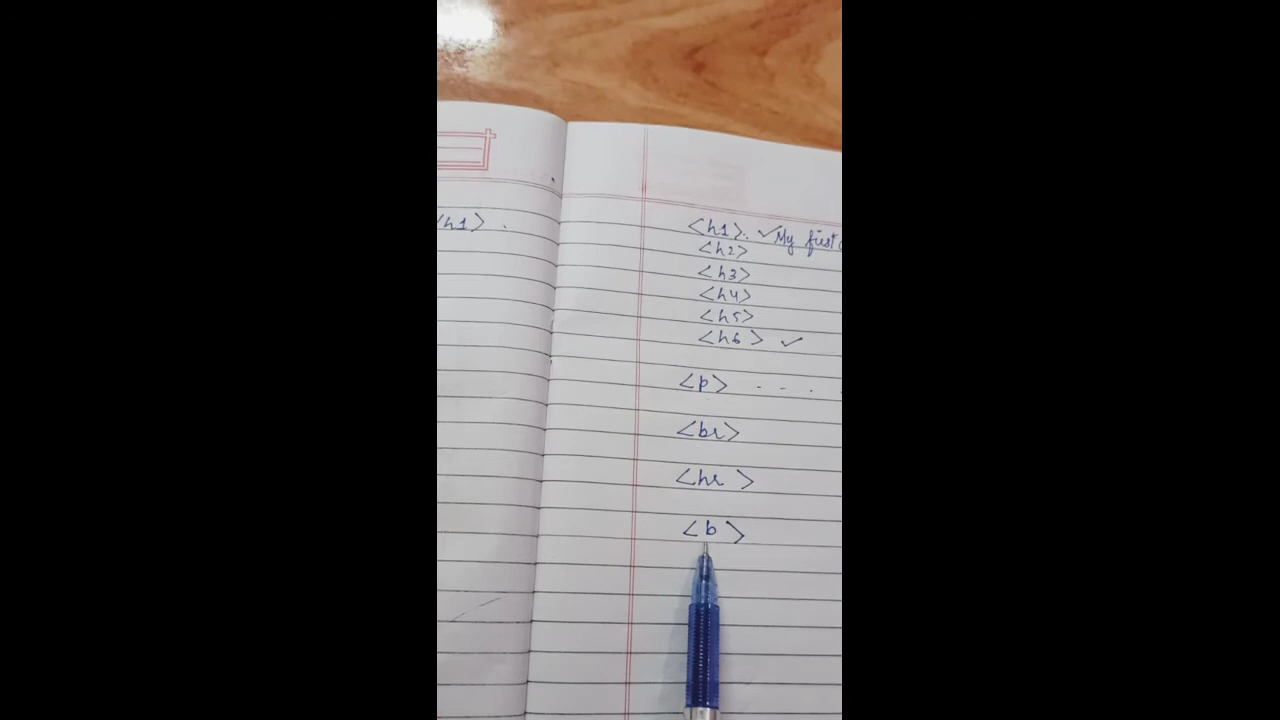 /h1> .
<h1>. ✓ My first
<h2>
<h3>
<h4>
<h5>
<h6> ✓
<p> - - - -
<br>
<hr>
<b>